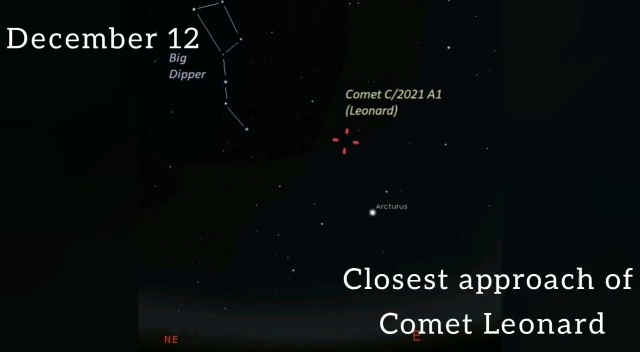 December 12
Big
Dipper
Comet C/2021 A1
(Leonard)
Arcturus
Closest approach of
Comet Leonard
NE
E